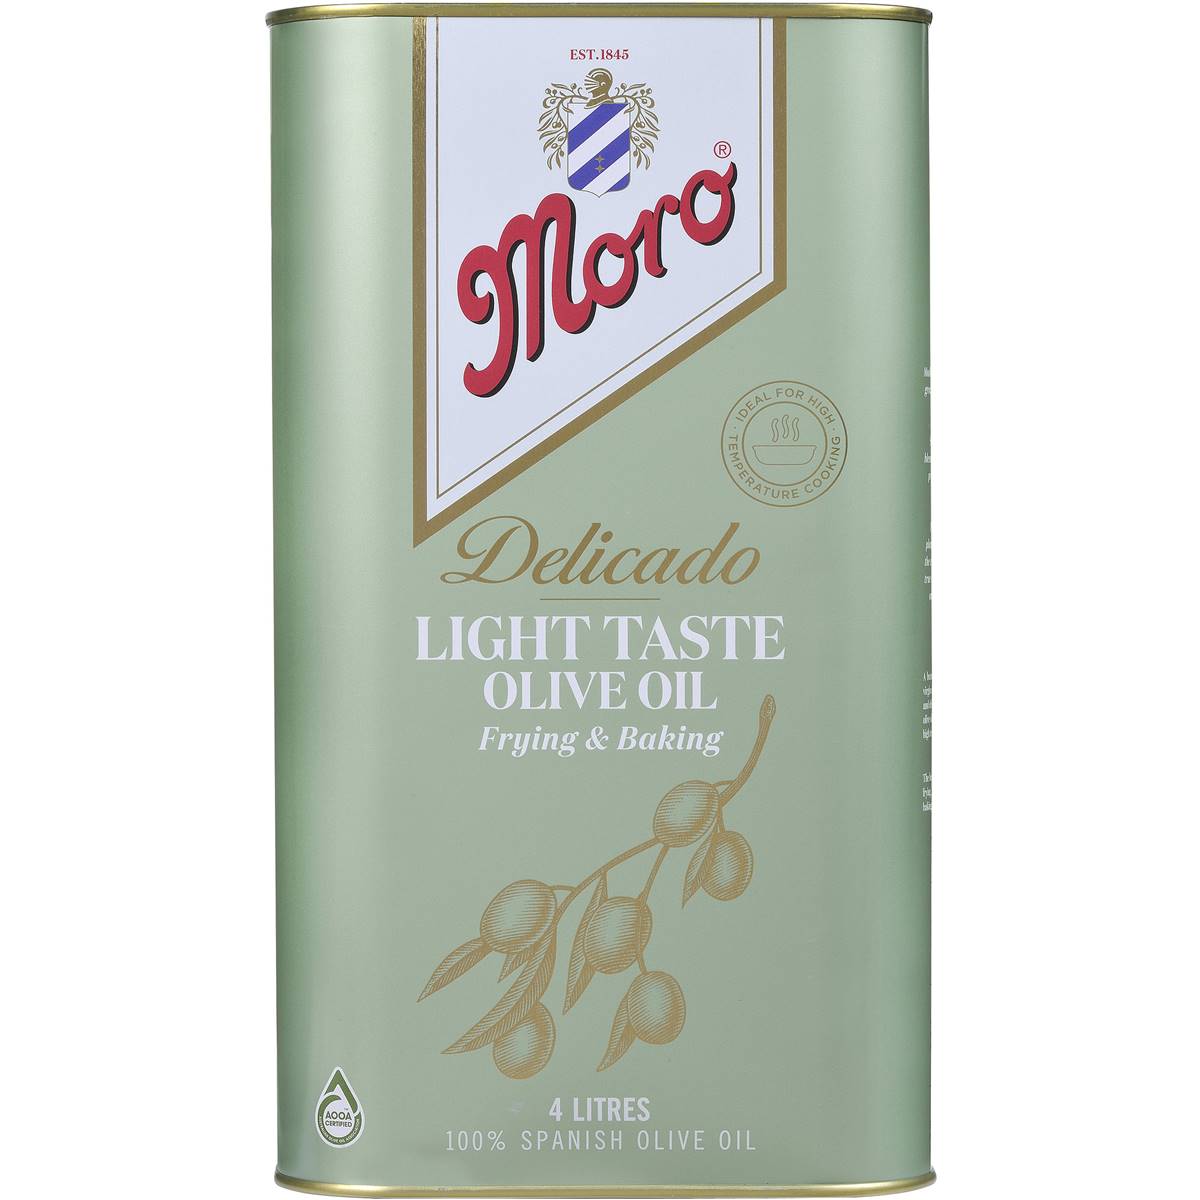 EST.1845
Moro®
· IDEAL FOR HIGH ·
TEMPERATURE COOKING
Delicado
LIGHT TASTE
OLIVE OIL
Frying & Baking
AOOA
CERTIFIED
4 LITRES
100% SPANISH OLIVE OIL